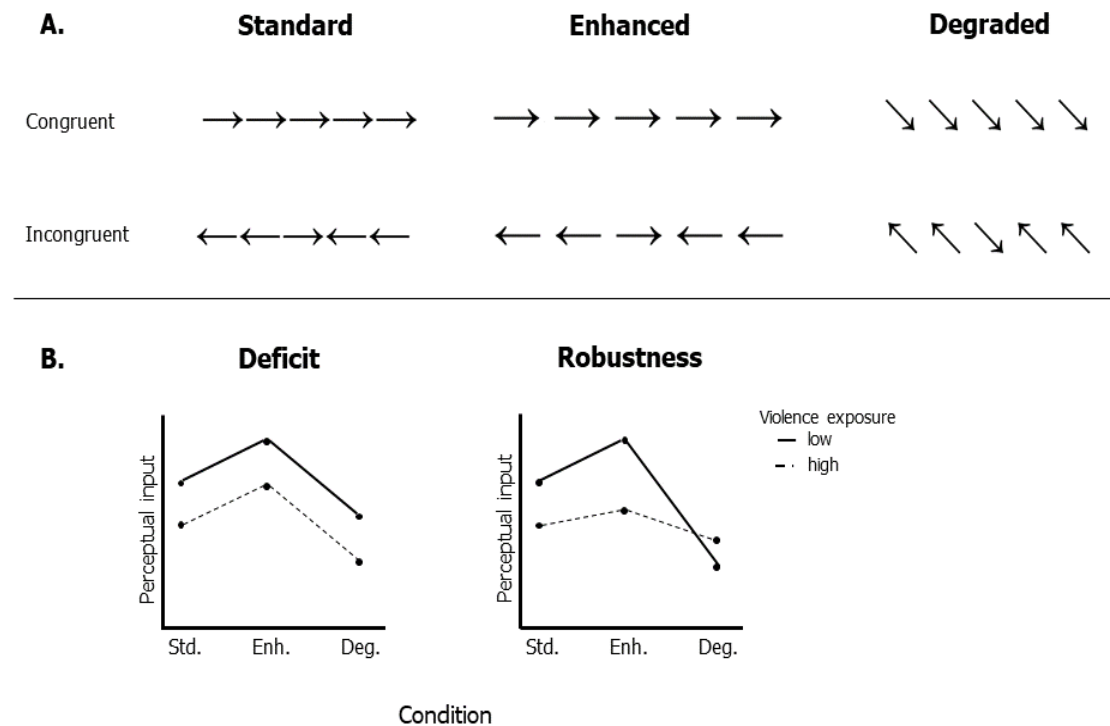 A.
Standard
Enhanced
Degraded
Congruent
Incongruent
B.
Deficit
Robustness
Perceptual input
Std.
Enh.
Deg.
Perceptual input
Std.
Enh.
Deg.
Violence exposure
low
high
Condition